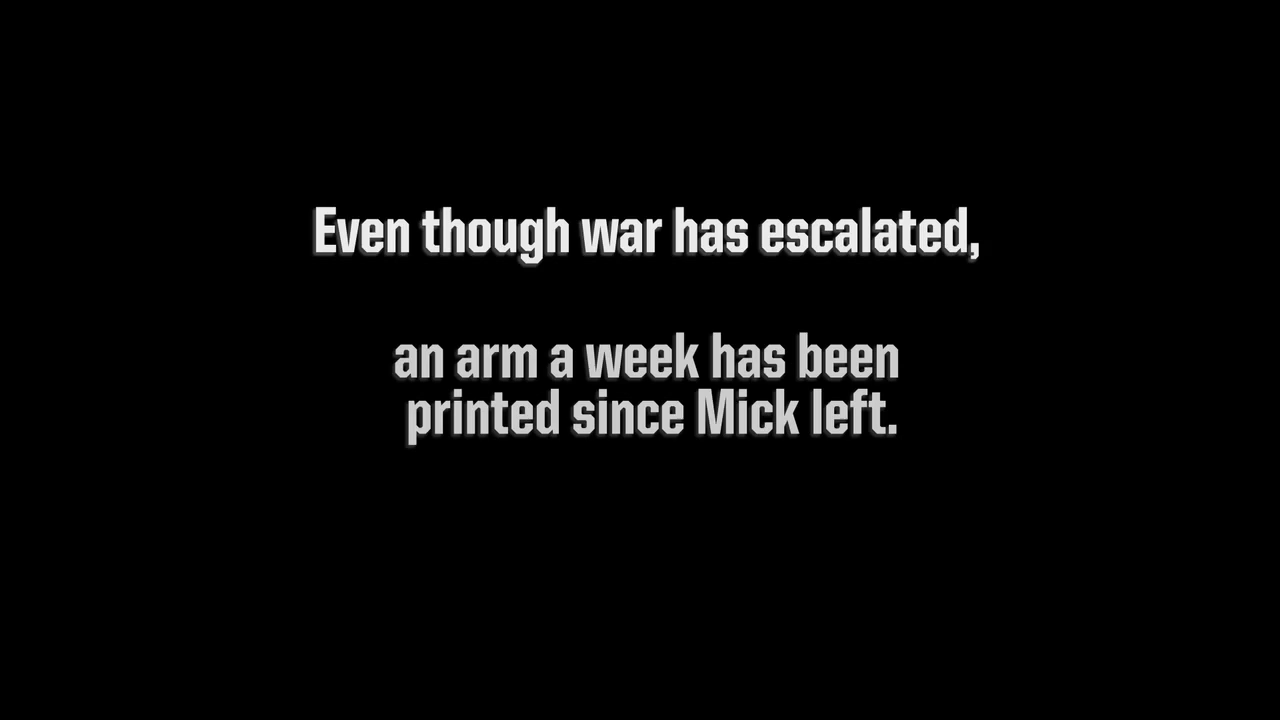 Even though war has escalated,
an arm a week has been
printed since Mick left.